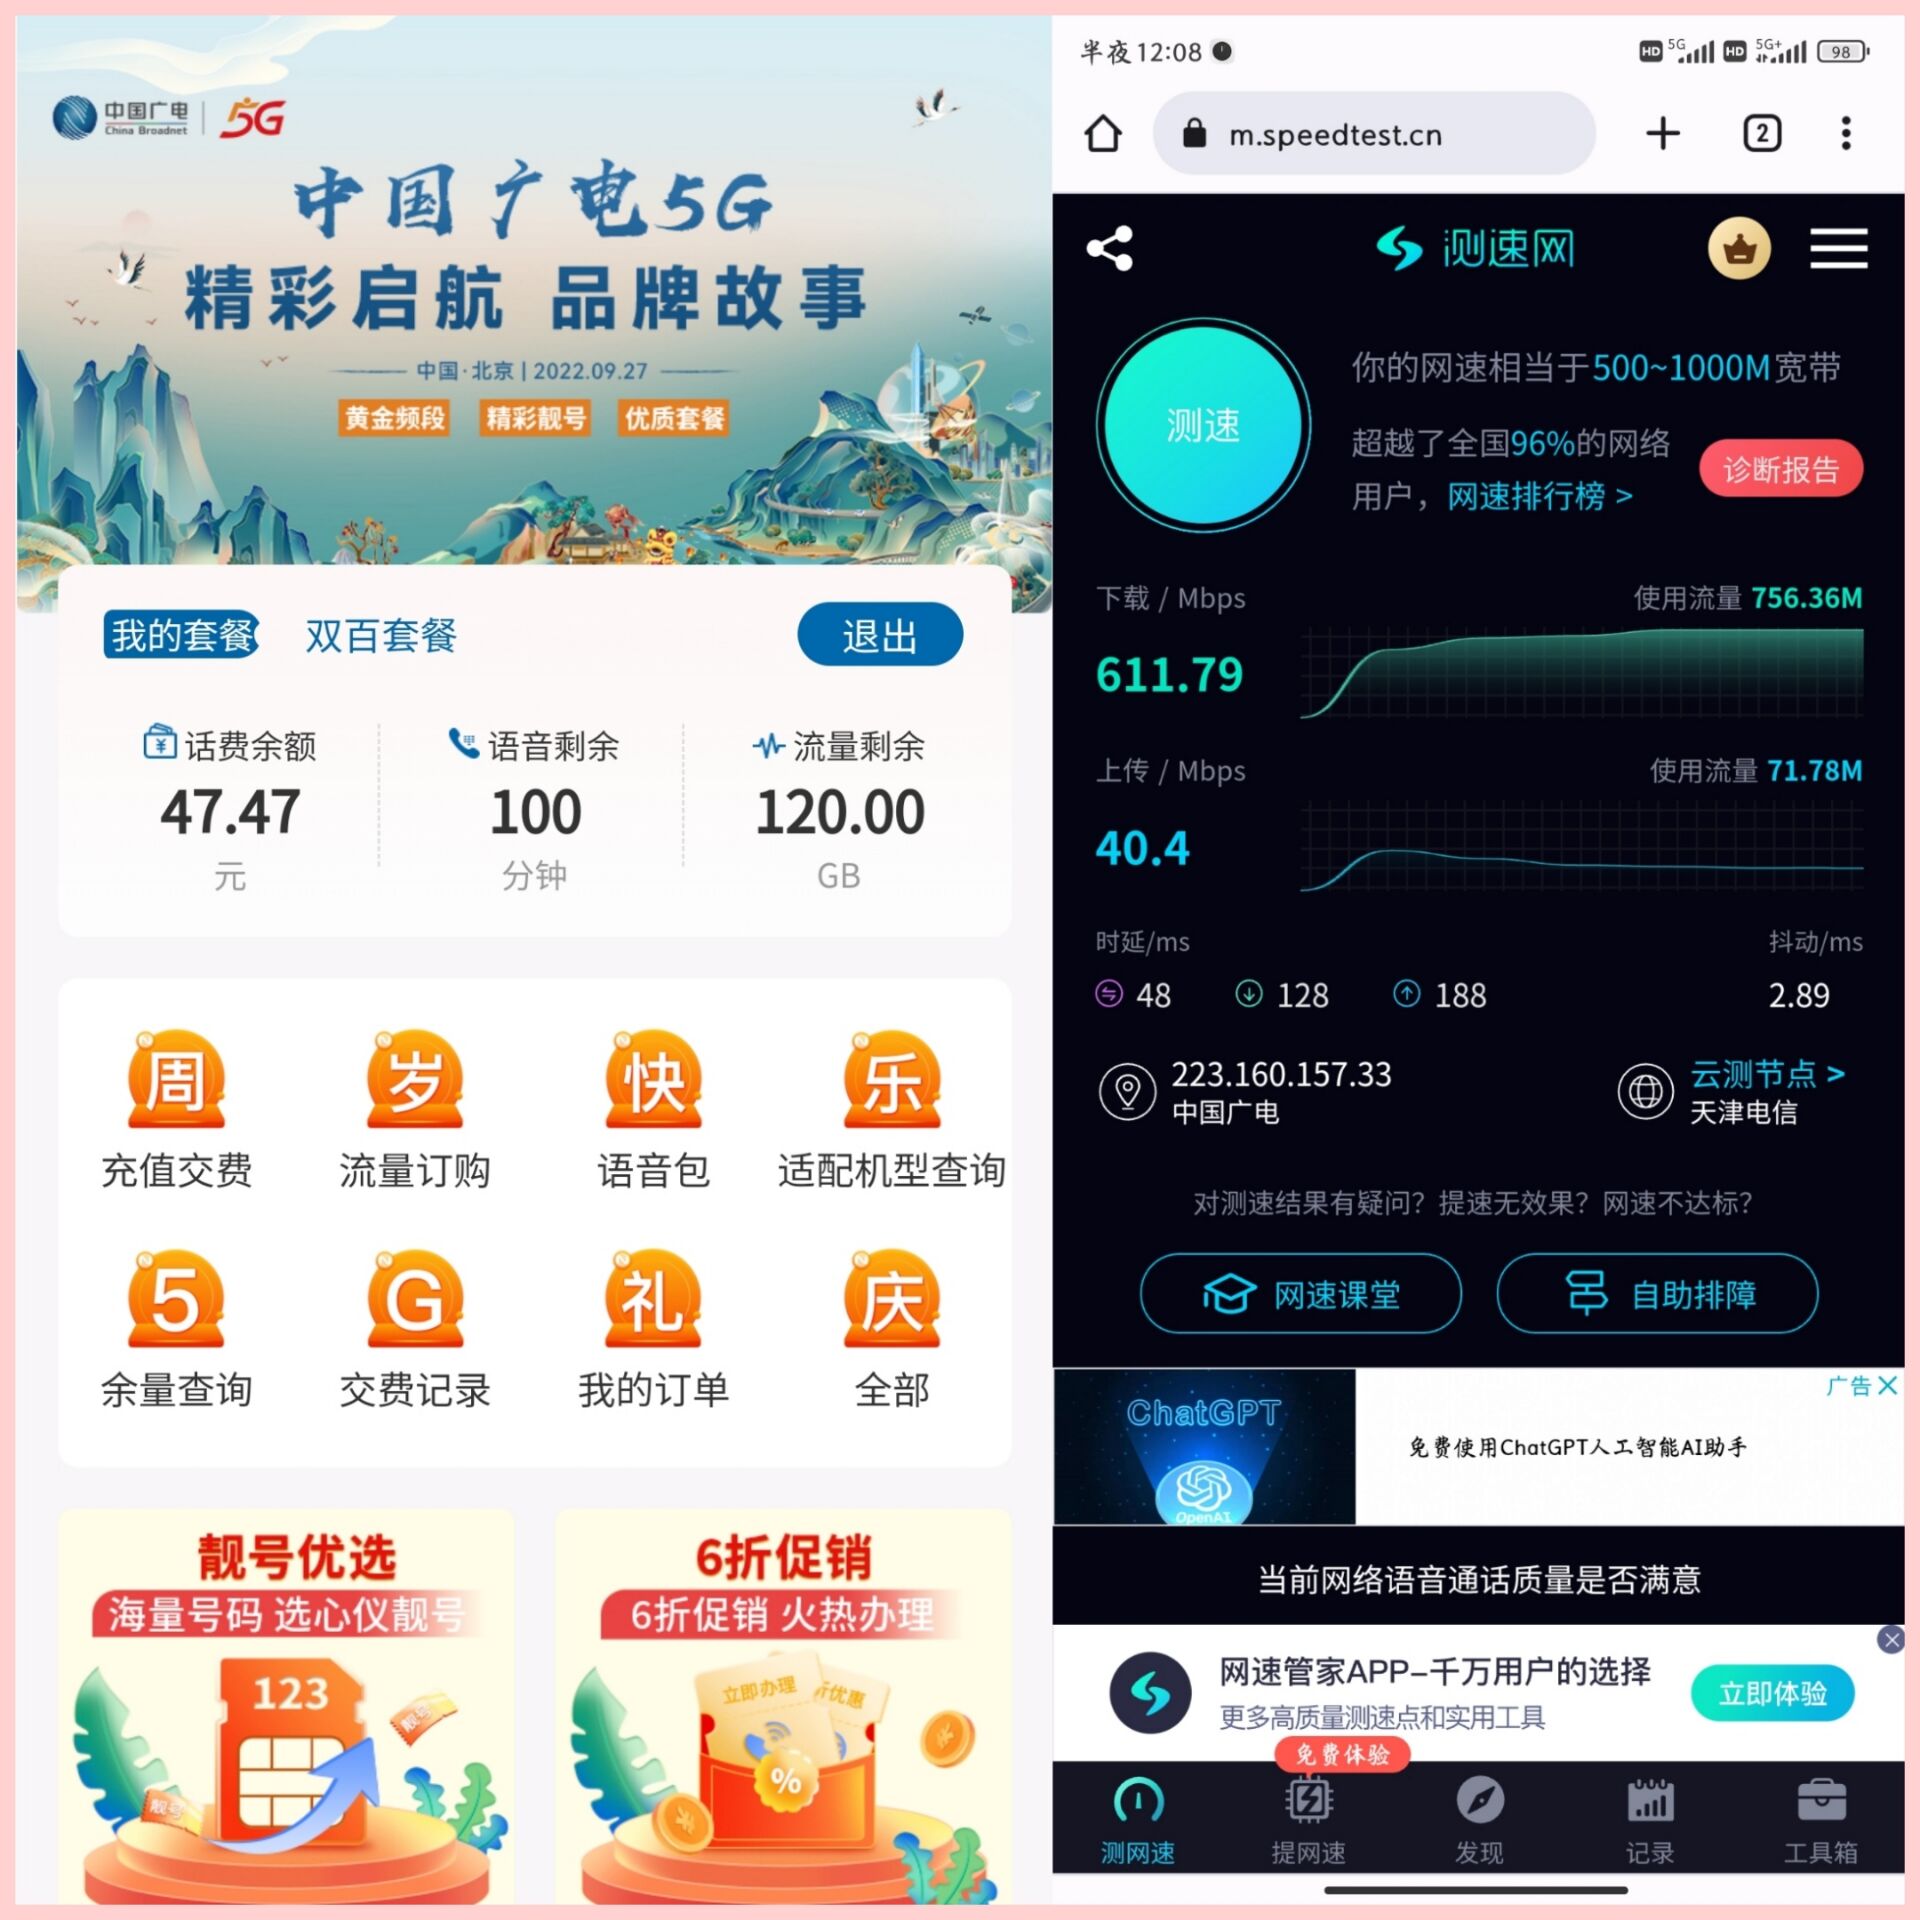 中国广电
China Broadnet
5G
中国广电5G
精彩启航 品牌故事
中国·北京 | 2022.09.27
黄金频段 精彩靓号 优质套餐
我的套餐 双百套餐 退出
话费余额 语音剩余 流量剩余
47.47 100 120.00
元 分钟 GB
周 岁 快 乐
充值交费 流量订购 语音包 适配机型查询
5 G 礼 庆
余量查询 交费记录 我的订单 全部
靓号优选
海量号码 选心仪靓号
123
靓号
靓号
6折促销
6折促销 火热办理
立即办理
折优惠
%
半夜12:08
HD 5G HD 5G+ 98
m.speedtest.cn
2
测速网
测速
你的网速相当于500~1000M宽带
超越了全国96%的网络
用户，网速排行榜 >
诊断报告
下载 / Mbps 使用流量 756.36M
611.79
上传 / Mbps 使用流量 71.78M
40.4
时延/ms 抖动/ms
48 128 188 2.89
223.160.157.33
中国广电
云测节点 >
天津电信
对测速结果有疑问？提速无效果？网速不达标？
网速课堂 自助排障
ChatGPT
OpenAI
免费使用ChatGPT人工智能AI助手
广告
当前网络语音通话质量是否满意
网速管家APP-千万用户的选择
更多高质量测速点和实用工具
立即体验
免费体验
测网速 提网速 发现 记录 工具箱